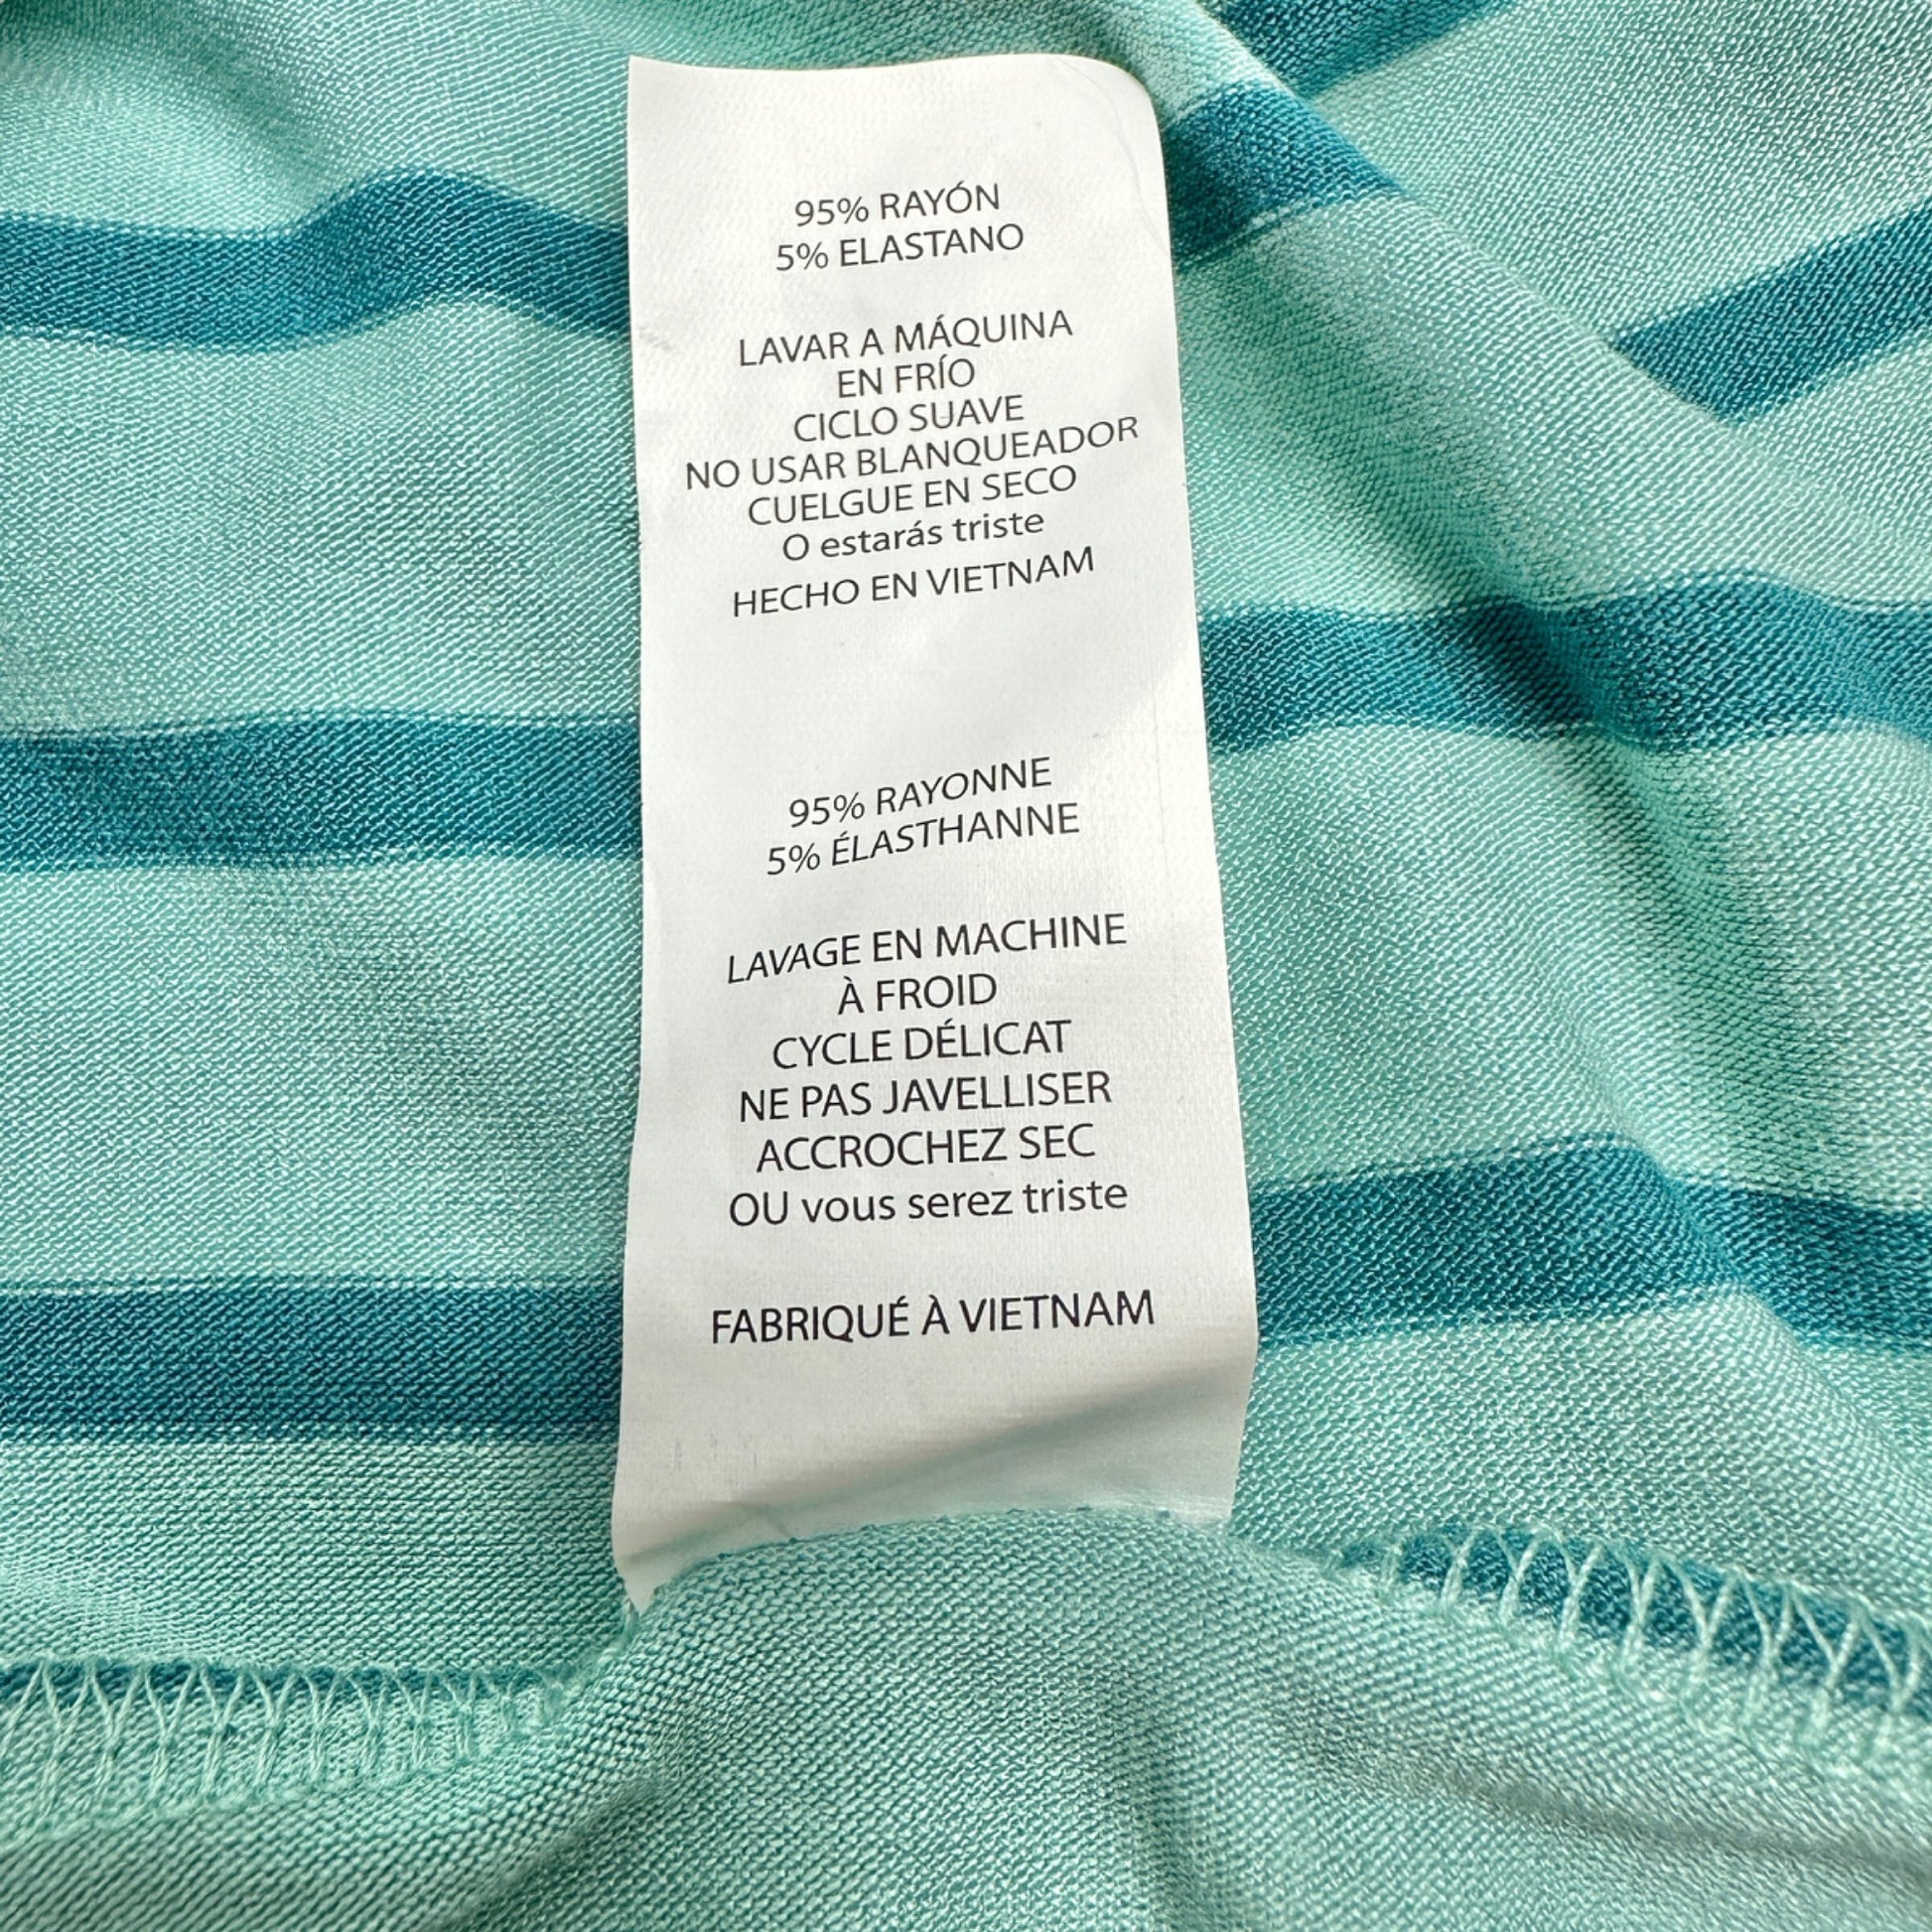 95% RAYÓN
5% ELASTANO
LAVAR A MÁQUINA
EN FRÍO
CICLO SUAVE
NO USAR BLANQUEADOR
CUELGUE EN SECO
O estarás triste
HECHO EN VIETNAM
95% RAYONNE
5% ÉLASTHANNE
LAVAGE EN MACHINE
À FROID
CYCLE DÉLICAT
NE PAS JAVELLISER
ACCROCHEZ SEC
OU vous serez triste
FABRIQUÉ À VIETNAM